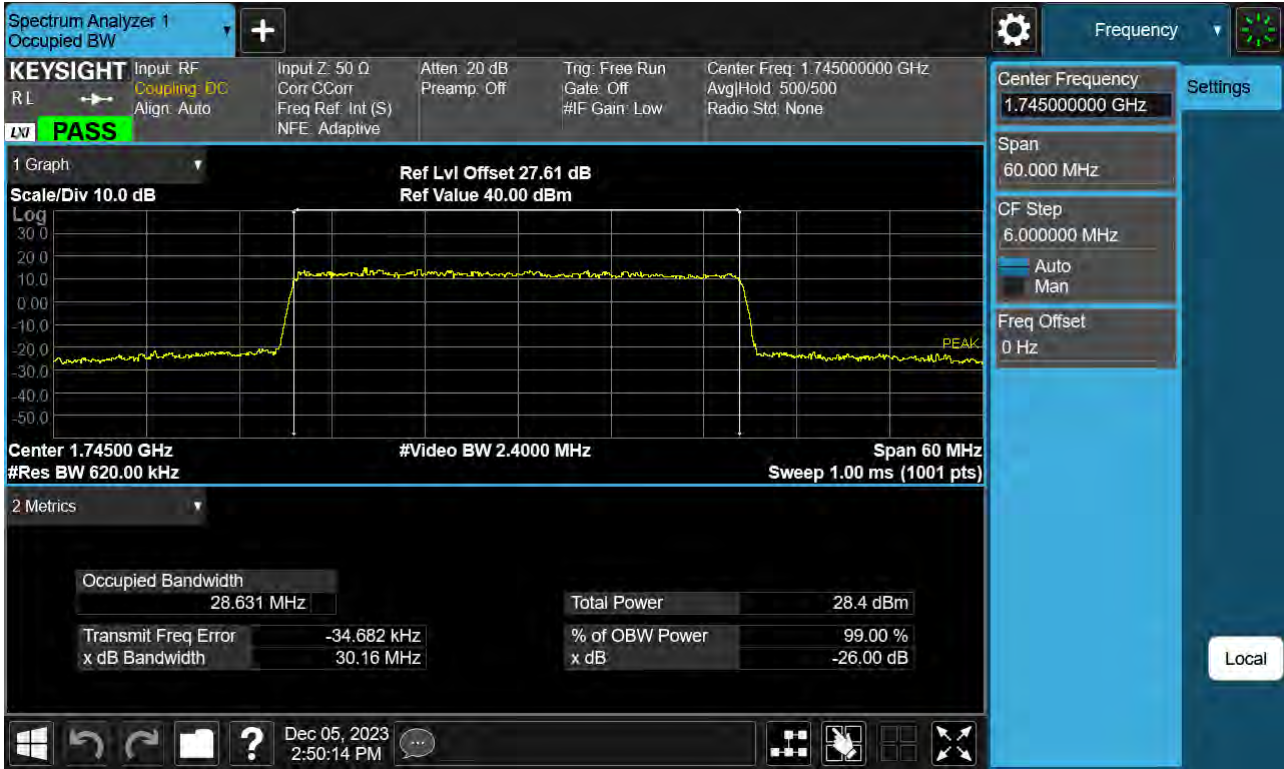 Spectrum Analyzer 1
Occupied BW
▼
+
Frequency
▼
KEYSIGHT
R L
LXI
PASS
Input: RF
Coupling: DC
Align: Auto
Input Z: 50 Ω
Corr CCorr
Freq Ref: Int (S)
NFE: Adaptive
Atten: 20 dB
Preamp: Off
Trig: Free Run
Gate: Off
#IF Gain: Low
Center Freq: 1.745000000 GHz
Avg|Hold: 500/500
Radio Std: None
Center Frequency
1.745000000 GHz
Settings
Span
60.000 MHz
CF Step
6.000000 MHz
Auto
Man
Freq Offset
0 Hz
Local
1 Graph
▼
Scale/Div 10.0 dB
Ref Lvl Offset 27.61 dB
Ref Value 40.00 dBm
Log
30.0
20.0
10.0
0.00
-10.0
-20.0
-30.0
-40.0
-50.0
PEAK
Center 1.74500 GHz
#Video BW 2.4000 MHz
Span 60 MHz
#Res BW 620.00 kHz
Sweep 1.00 ms (1001 pts)
2 Metrics
▼
Occupied Bandwidth
28.631 MHz
Total Power 28.4 dBm
Transmit Freq Error -34.682 kHz
% of OBW Power 99.00 %
x dB Bandwidth 30.16 MHz
x dB -26.00 dB
?
Dec 05, 2023
2:50:14 PM